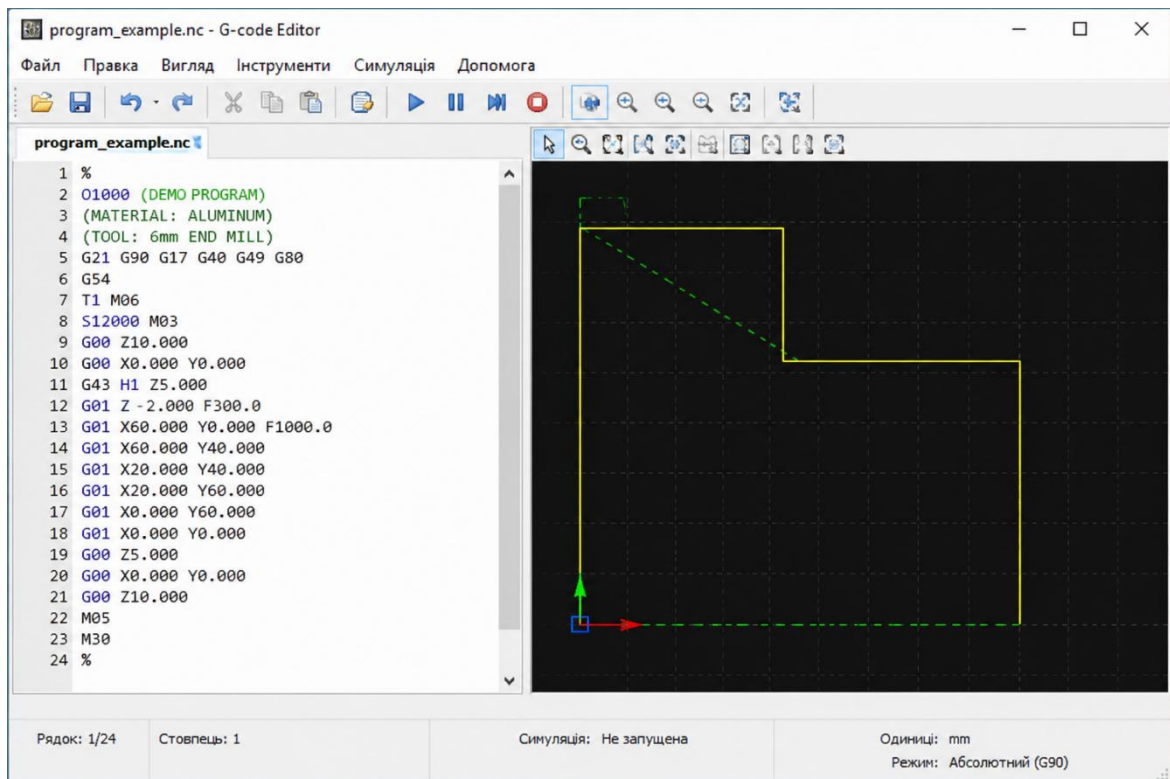 program_example.nc - G-code Editor
Файл Правка Вигляд Інструменти Симуляція Допомога
program_example.nc
1 %
2 O1000 (DEMO PROGRAM)
3 (MATERIAL: ALUMINUM)
4 (TOOL: 6mm END MILL)
5 G21 G90 G17 G40 G49 G80
6 G54
7 T1 M06
8 S12000 M03
9 G00 Z10.000
10 G00 X0.000 Y0.000
11 G43 H1 Z5.000
12 G01 Z -2.000 F300.0
13 G01 X60.000 Y0.000 F1000.0
14 G01 X60.000 Y40.000
15 G01 X20.000 Y40.000
16 G01 X20.000 Y60.000
17 G01 X0.000 Y60.000
18 G01 X0.000 Y0.000
19 G00 Z5.000
20 G00 X0.000 Y0.000
21 G00 Z10.000
22 M05
23 M30
24 %
Рядок: 1/24 Стовпець: 1 Симуляція: Не запущена Одиниці: mm
Режим: Абсолютний (G90)